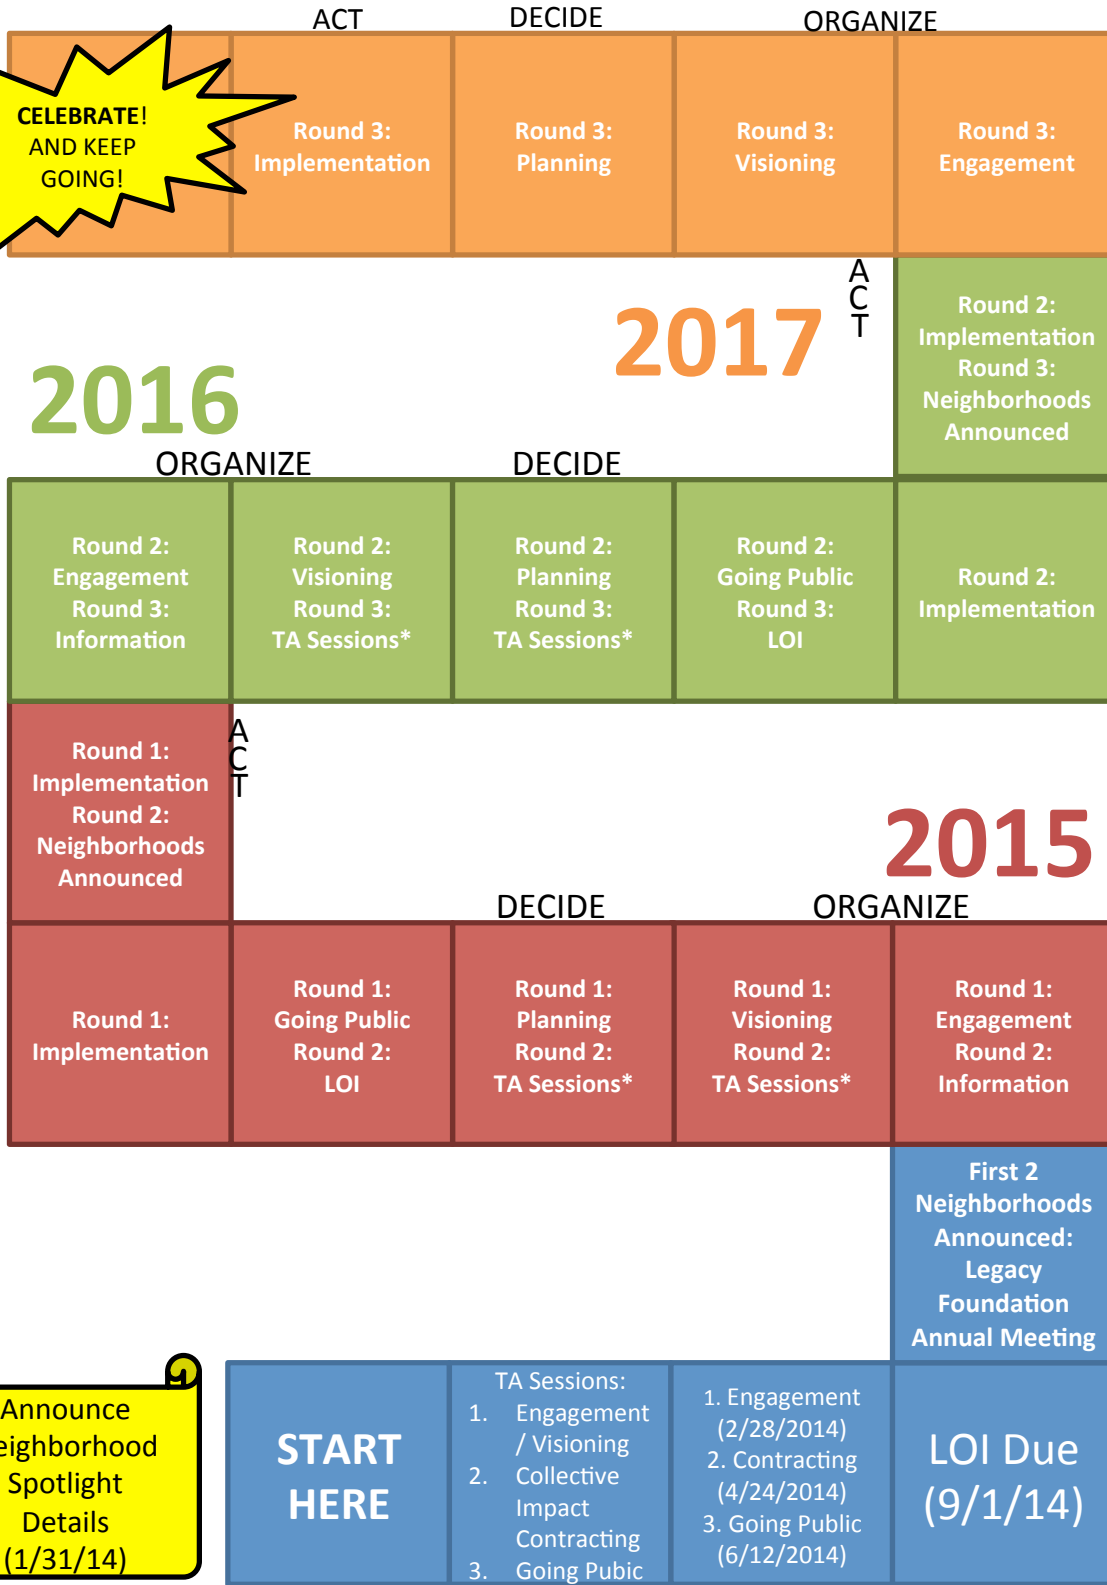 ACT
DECIDE
ORGANIZE
CELEBRATE!
AND KEEP
GOING!
Round 3:
Implementation
Round 3:
Planning
Round 3:
Visioning
Round 3:
Engagement
2017
A
C
T
Round 2:
Implementation
Round 3:
Neighborhoods
Announced
2016
ORGANIZE
DECIDE
Round 2:
Engagement
Round 3:
Information
Round 2:
Visioning
Round 3:
TA Sessions*
Round 2:
Planning
Round 3:
TA Sessions*
Round 2:
Going Public
Round 3:
LOI
Round 2:
Implementation
Round 1:
Implementation
Round 2:
Neighborhoods
Announced
A
C
T
2015
DECIDE
ORGANIZE
Round 1:
Implementation
Round 1:
Going Public
Round 2:
LOI
Round 1:
Planning
Round 2:
TA Sessions*
Round 1:
Visioning
Round 2:
TA Sessions*
Round 1:
Engagement
Round 2:
Information
First 2
Neighborhoods
Announced:
Legacy
Foundation
Annual Meeting
Announce
eighborhood
Spotlight
Details
(1/31/14)
START
HERE
TA Sessions:
1. Engagement
/ Visioning
2. Collective
Impact
Contracting
3. Going Pubic
1. Engagement
(2/28/2014)
2. Contracting
(4/24/2014)
3. Going Public
(6/12/2014)
LOI Due
(9/1/14)